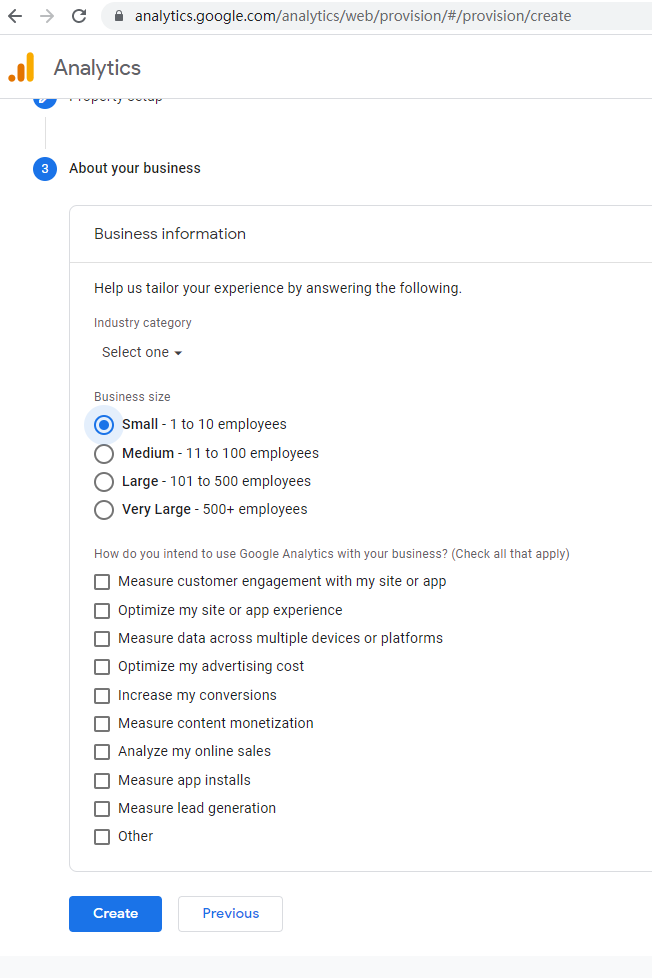 analytics.google.com/analytics/web/provision/#/provision/create
Analytics
Property setup
3 About your business
Business information
Help us tailor your experience by answering the following.
Industry category
Select one
Business size
Small - 1 to 10 employees
Medium - 11 to 100 employees
Large - 101 to 500 employees
Very Large - 500+ employees
How do you intend to use Google Analytics with your business? (Check all that apply)
Measure customer engagement with my site or app
Optimize my site or app experience
Measure data across multiple devices or platforms
Optimize my advertising cost
Increase my conversions
Measure content monetization
Analyze my online sales
Measure app installs
Measure lead generation
Other
Create Previous